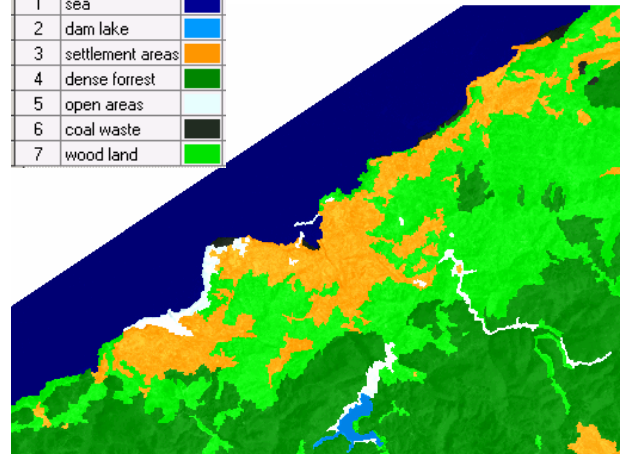 1 sea
2 dam lake
3 settlement areas
4 dense forrest
5 open areas
6 coal waste
7 wood land